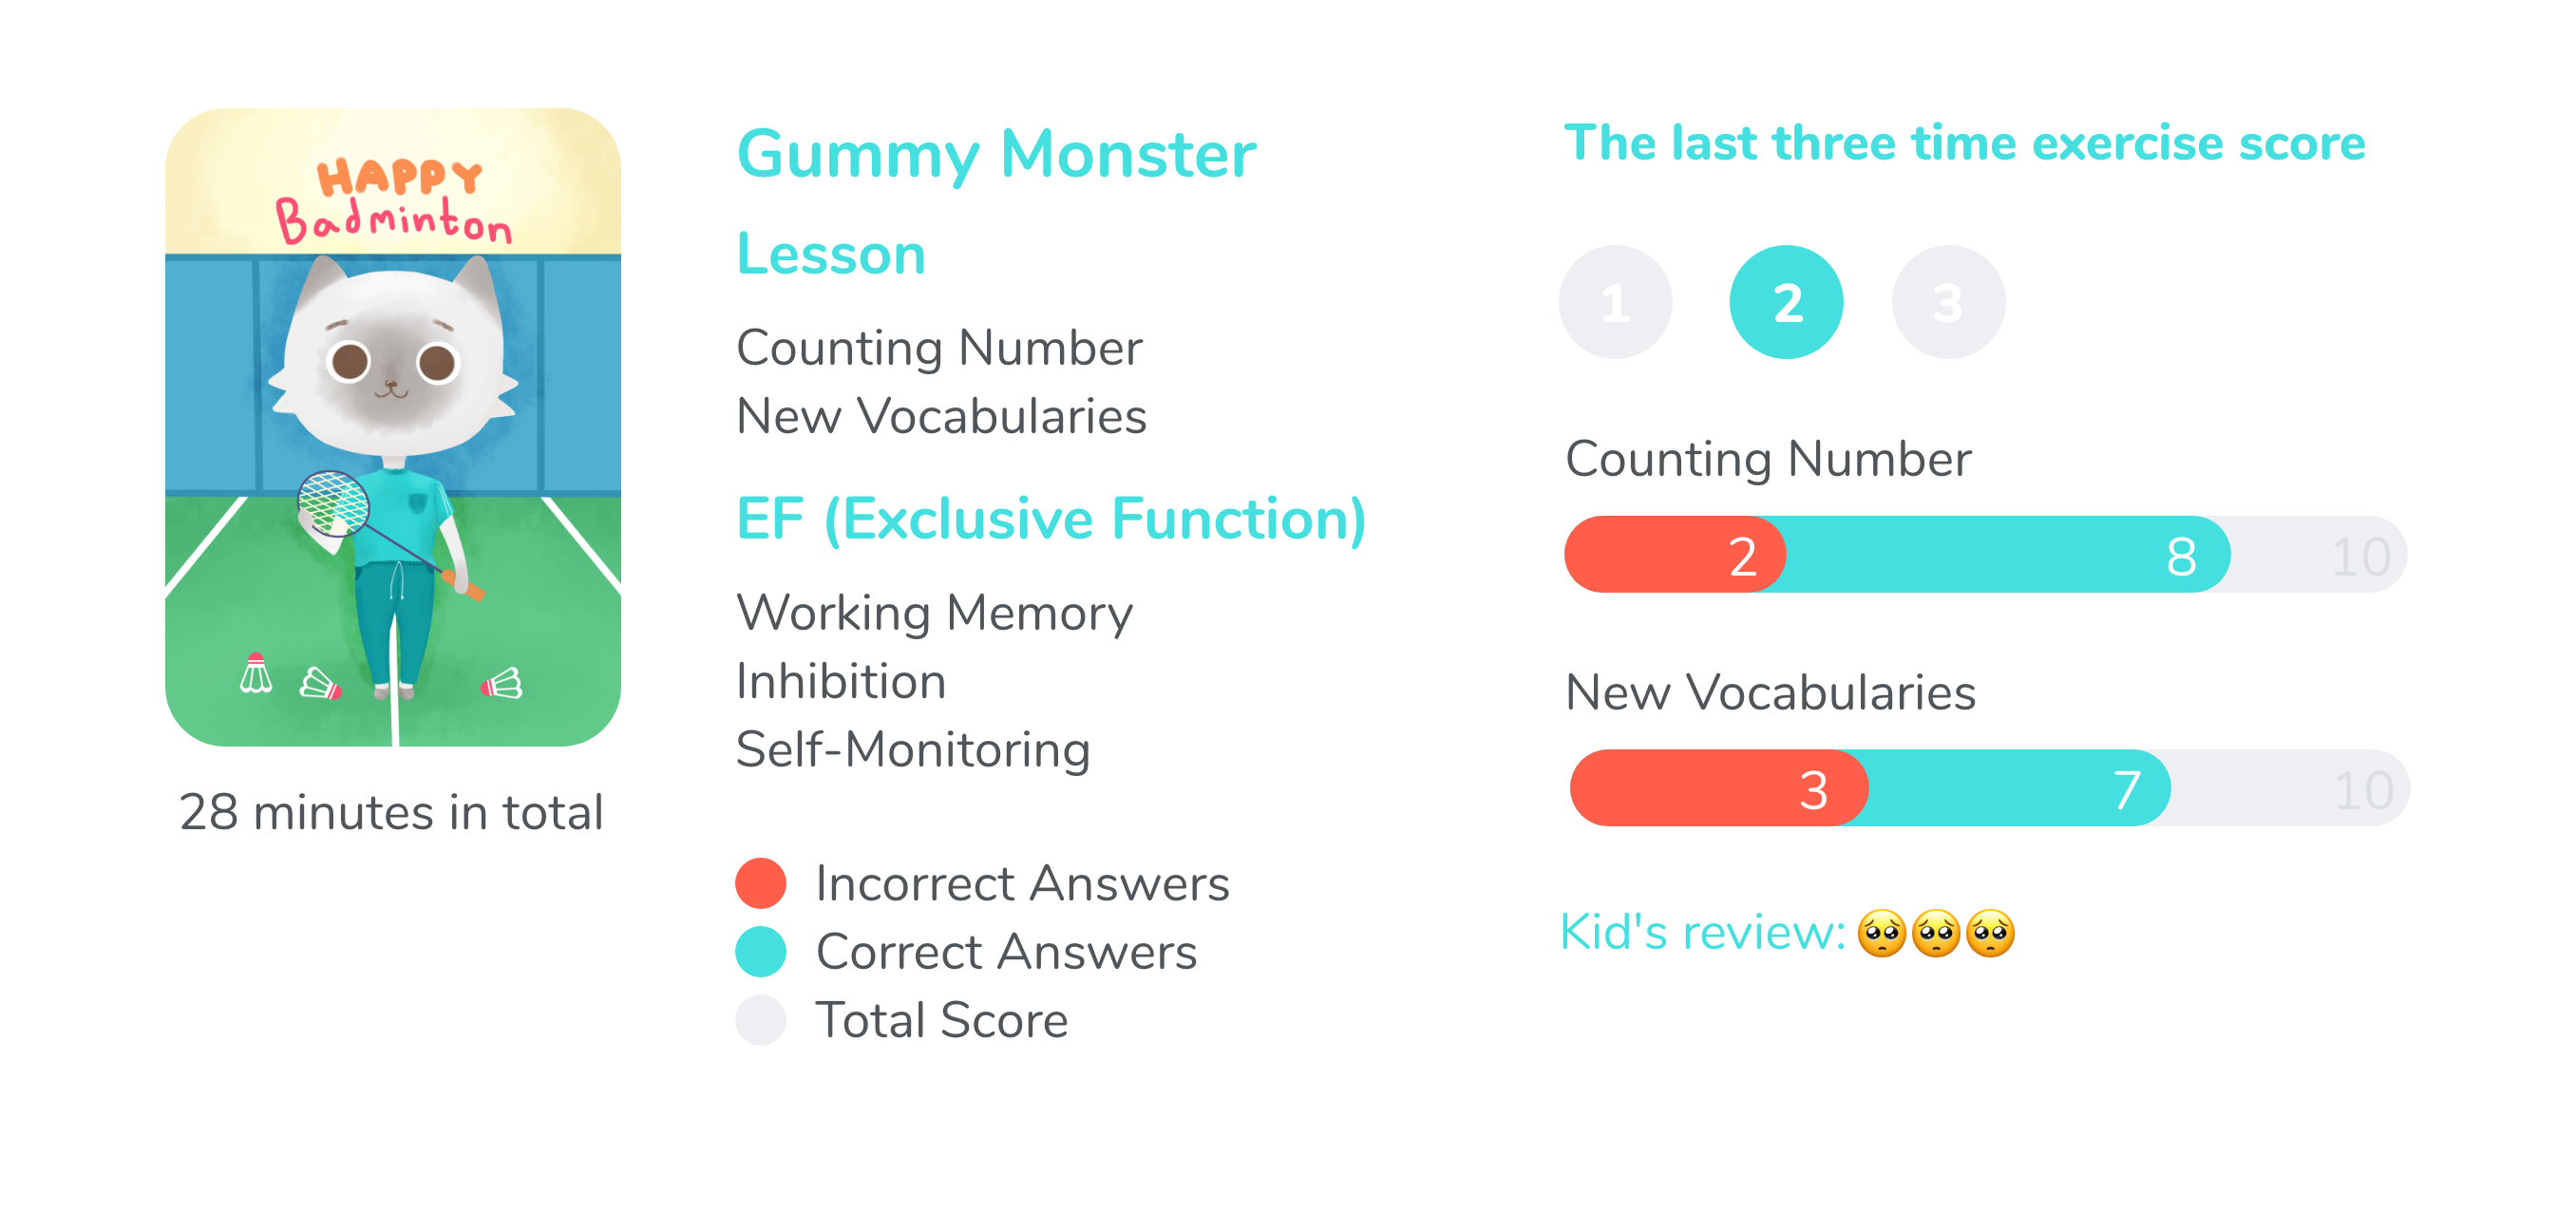 HAPPY
Badminton
28 minutes in total
Gummy Monster
Lesson
Counting Number
New Vocabularies
EF (Exclusive Function)
Working Memory
Inhibition
Self-Monitoring
Incorrect Answers
Correct Answers
Total Score
The last three time exercise score
1 2 3
Counting Number
2 8 10
New Vocabularies
3 7 10
Kid's review: 🥺🥺🥺